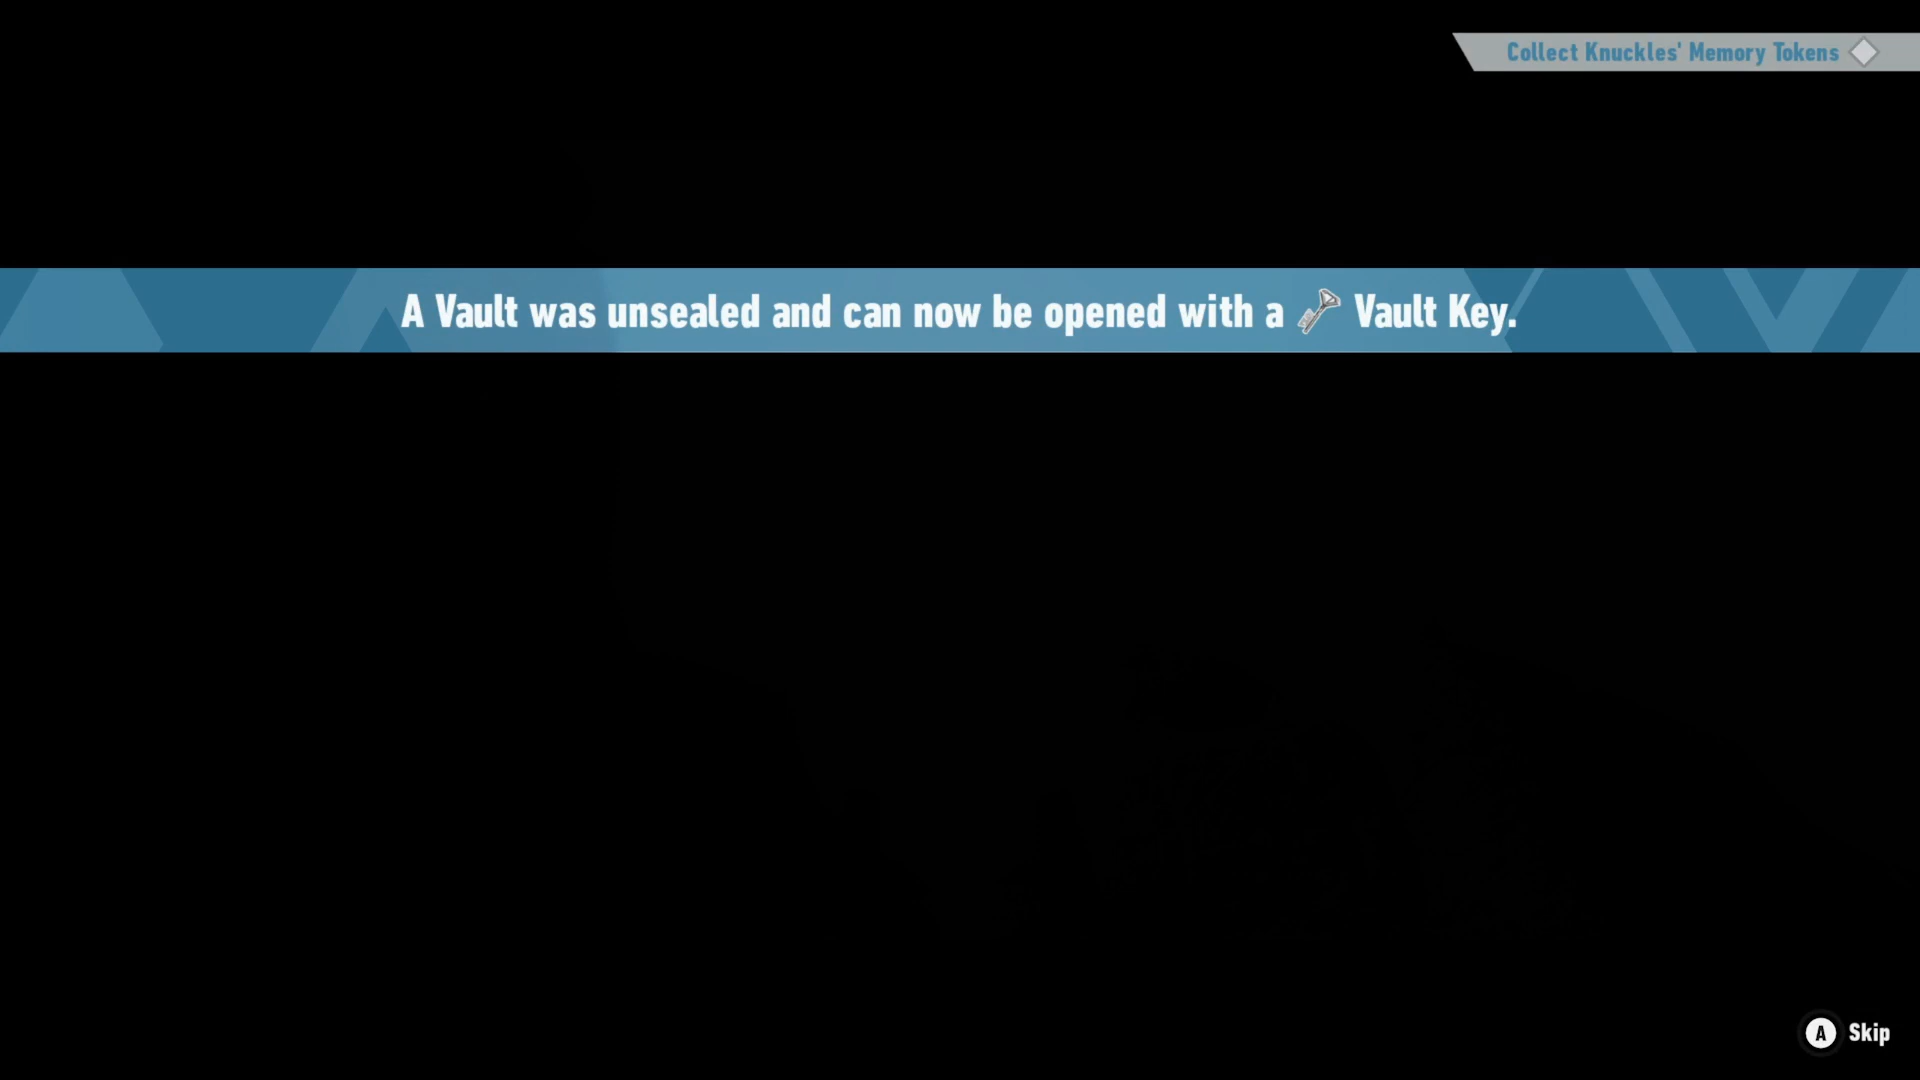 Collect Knuckles' Memory Tokens
A Vault was unsealed and can now be opened with a Vault Key.
A Skip